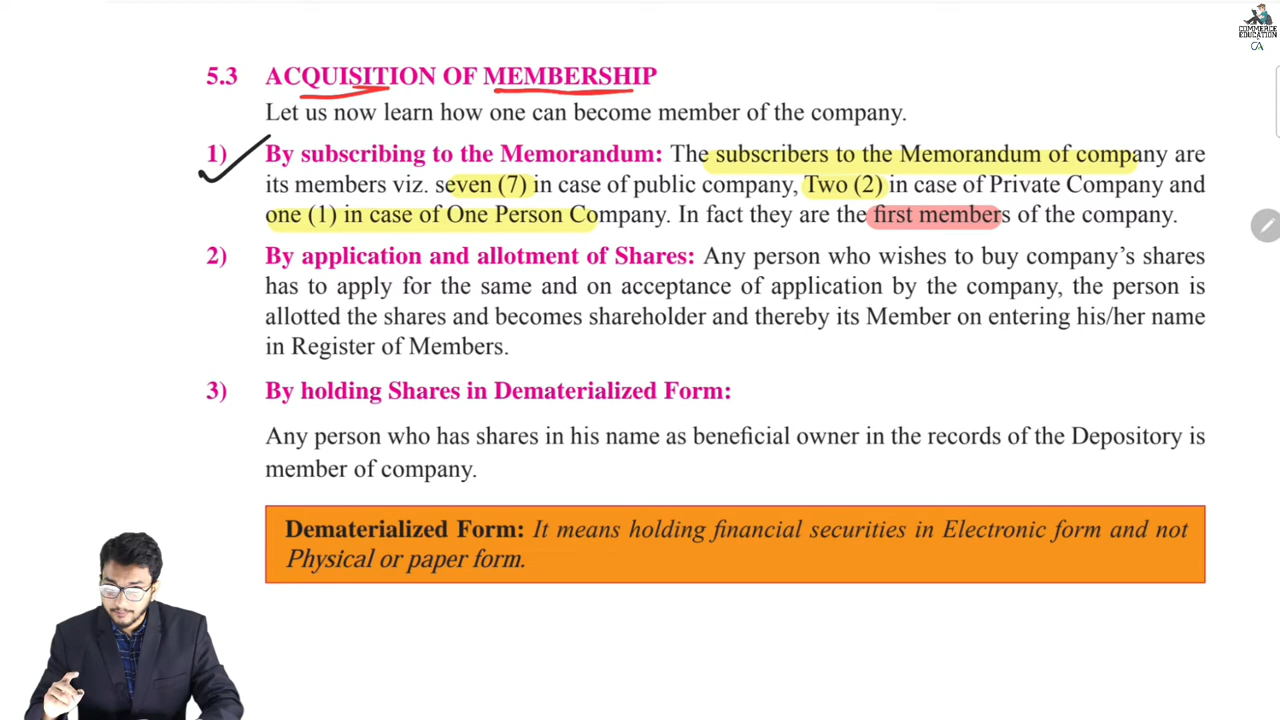 COMMERCE
EDUCATION
CA
5.3 ACQUISITION OF MEMBERSHIP
Let us now learn how one can become member of the company.
1) By subscribing to the Memorandum: The subscribers to the Memorandum of company are
its members viz. seven (7) in case of public company, Two (2) in case of Private Company and
one (1) in case of One Person Company. In fact they are the first members of the company.
2) By application and allotment of Shares: Any person who wishes to buy company’s shares
has to apply for the same and on acceptance of application by the company, the person is
allotted the shares and becomes shareholder and thereby its Member on entering his/her name
in Register of Members.
3) By holding Shares in Dematerialized Form:
Any person who has shares in his name as beneficial owner in the records of the Depository is
member of company.
Dematerialized Form: It means holding financial securities in Electronic form and not
Physical or paper form.